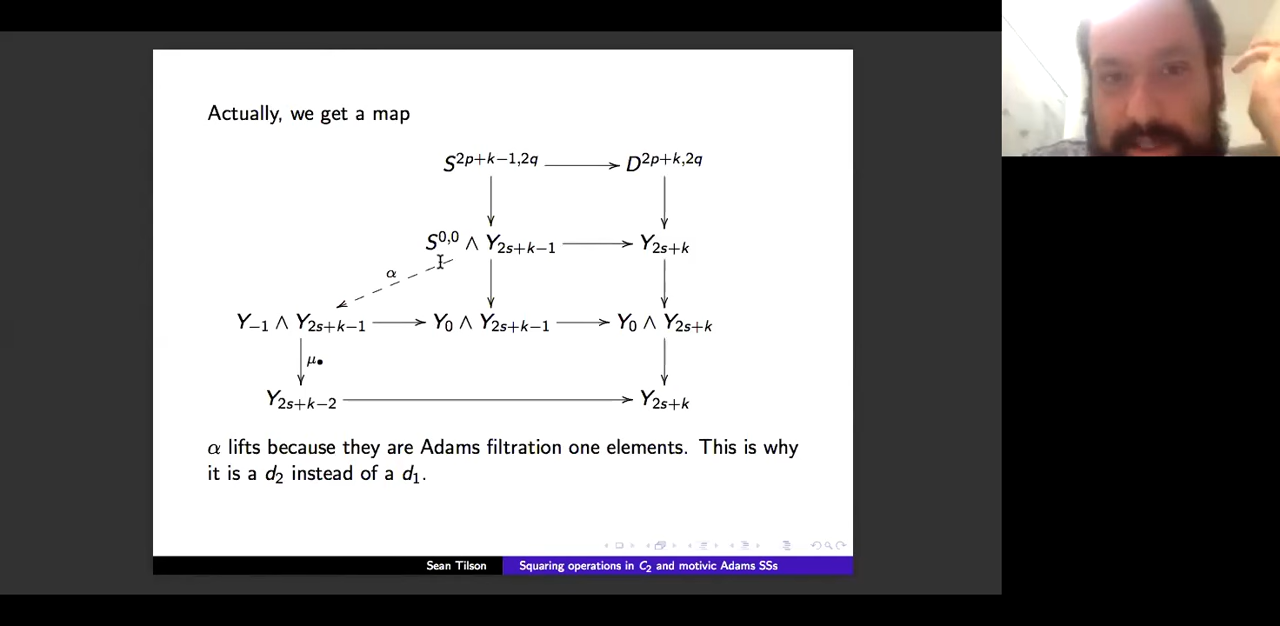 Actually, we get a map
S^{2p+k−1,2q} D^{2p+k,2q}
S^{0,0} ∧ Y_{2s+k−1} Y_{2s+k}
α
Y_{−1} ∧ Y_{2s+k−1} Y_0 ∧ Y_{2s+k−1} Y_0 ∧ Y_{2s+k}
μ•
Y_{2s+k−2} Y_{2s+k}
α lifts because they are Adams filtration one elements. This is why
it is a d_2 instead of a d_1.
Sean Tilson Squaring operations in C_2 and motivic Adams SSs